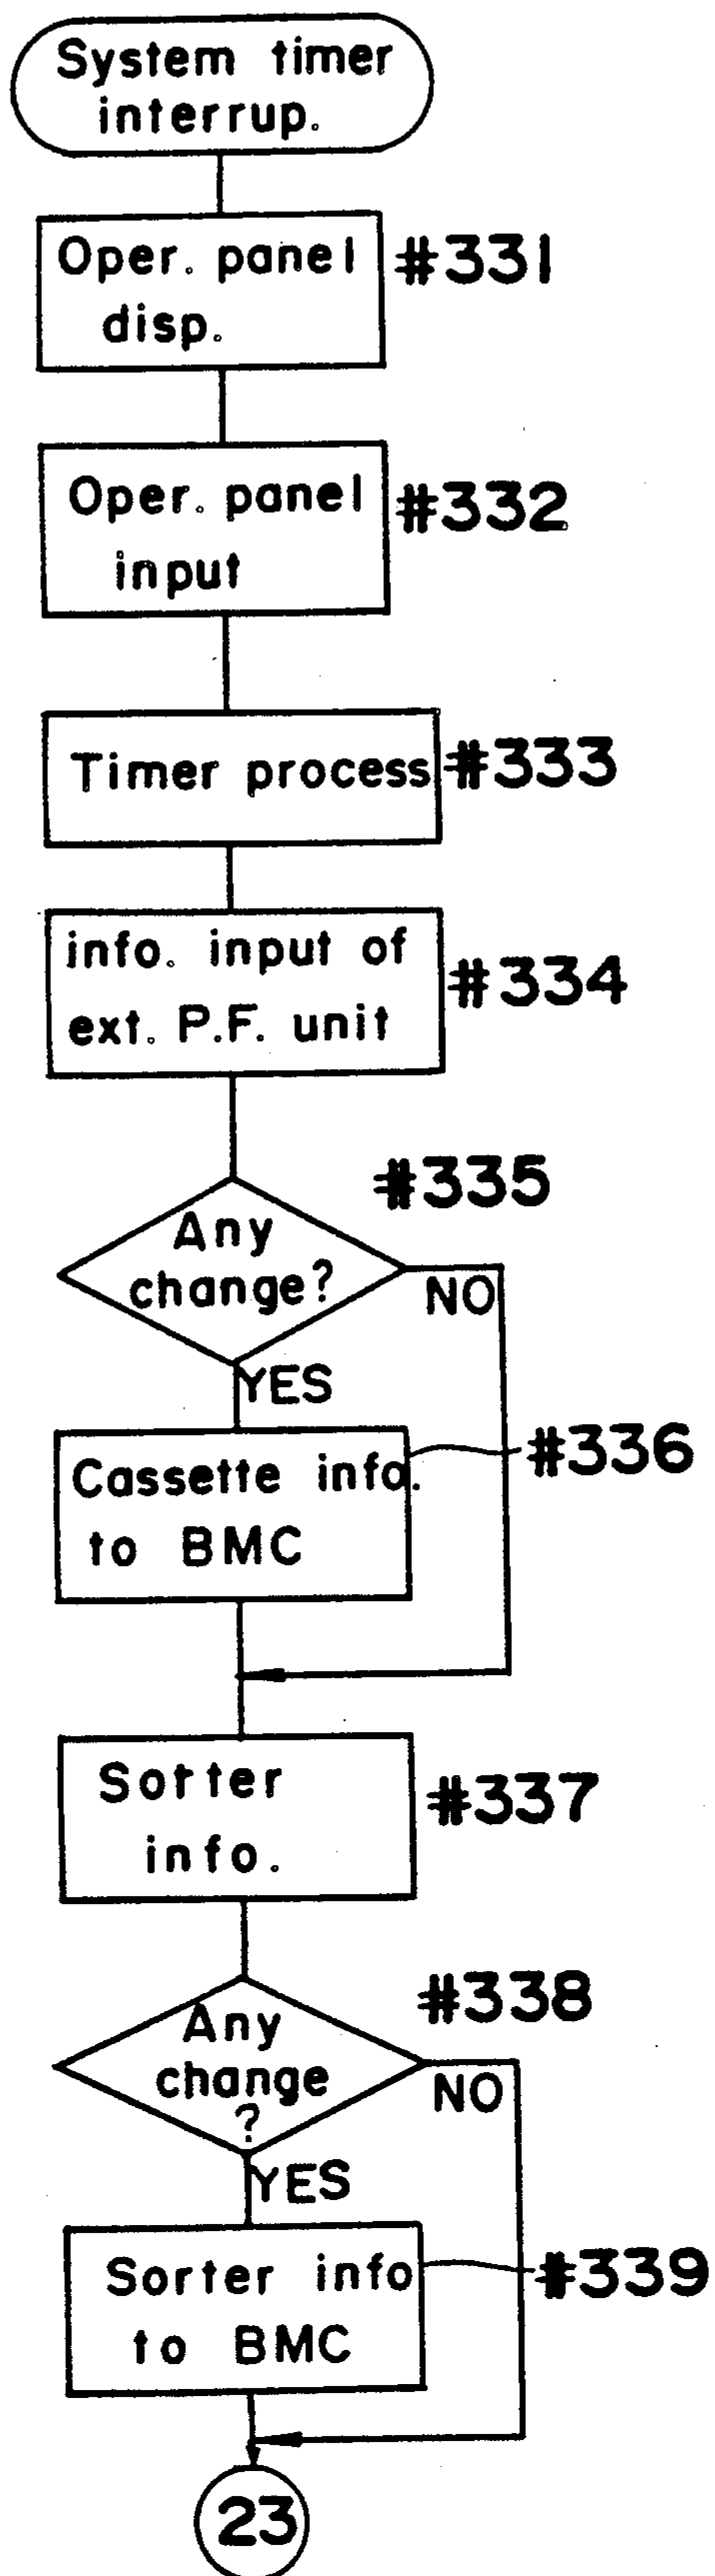 System timer
interrup.
Oper. panel
disp.
#331
Oper. panel
input
#332
Timer process
#333
info. input of
ext. P.F. unit
#334
#335
Any
change?
NO
YES
Cassette info.
to BMC
#336
Sotter
info.
#337
#338
Any
change
?
NO
YES
Sorter info
to BMC
#339
23